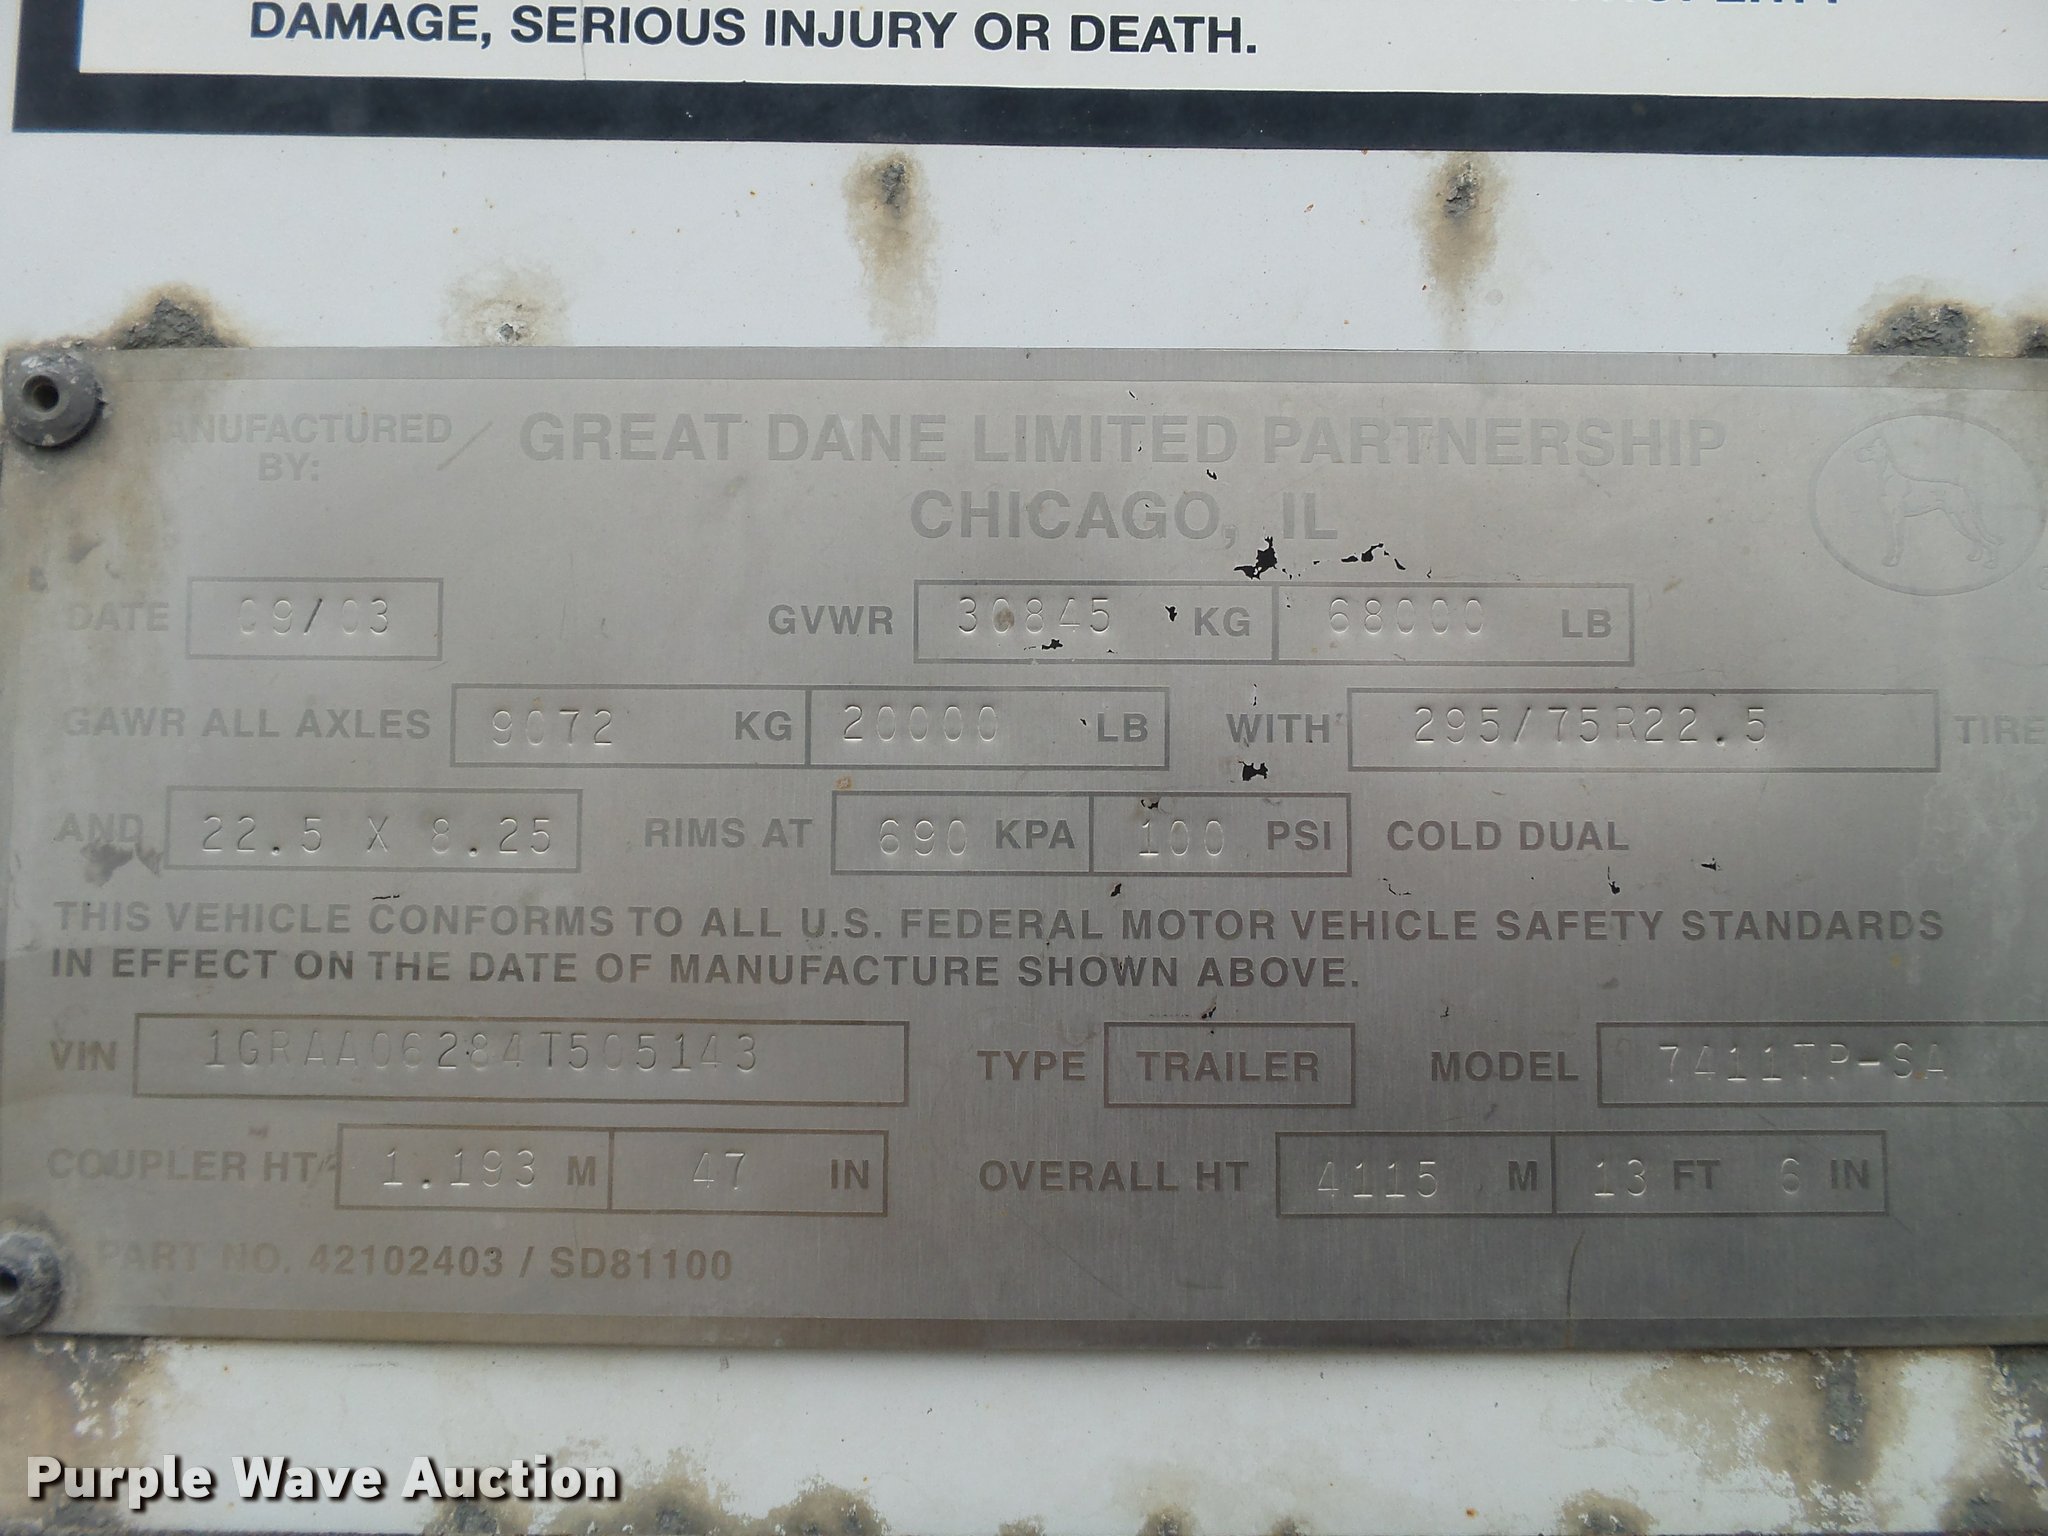 DAMAGE, SERIOUS INJURY OR DEATH.
MANUFACTURED BY: GREAT DANE LIMITED PARTNERSHIP
CHICAGO, IL
DATE 09/03 GVWR 30845 KG 68000 LB
GAWR ALL AXLES 9072 KG 20000 LB WITH 295/75R22.5 TIRE
AND 22.5 X 8.25 RIMS AT 690 KPA 100 PSI COLD DUAL
THIS VEHICLE CONFORMS TO ALL U.S. FEDERAL MOTOR VEHICLE SAFETY STANDARDS
IN EFFECT ON THE DATE OF MANUFACTURE SHOWN ABOVE.
VIN 1GRAA06284T505143 TYPE TRAILER MODEL 7411TP-SA
COUPLER HT 1.193 M 47 IN OVERALL HT 4115 M 13 FT 6 IN
PART NO. 42102403 / SD81100
Purple Wave Auction